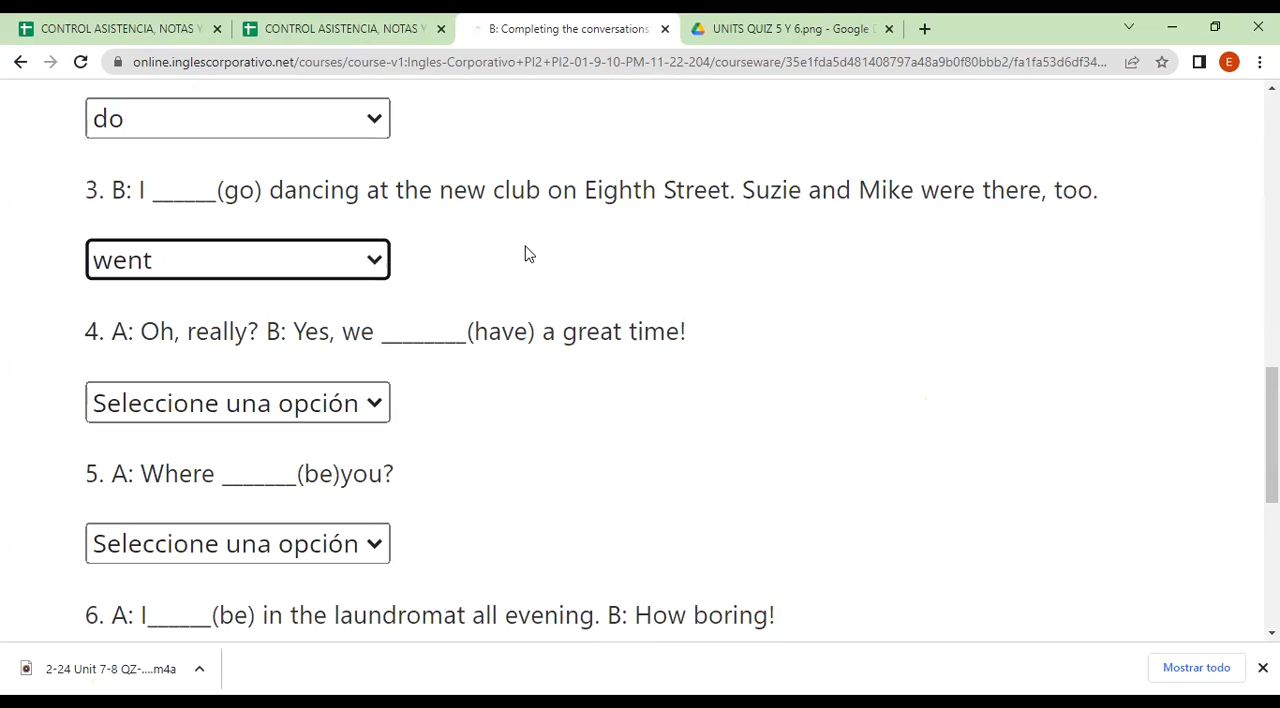 CONTROL ASISTENCIA, NOTAS Y
CONTROL ASISTENCIA, NOTAS Y
B: Completing the conversations
UNITS QUIZ 5 Y 6.png - Google D
online.inglescorporativo.net/courses/course-v1:Ingles-Corporativo+PI2+PI2-01-9-10-PM-11-22-204/courseware/35e1fda5d481408797a48a9b0f80bbb2/fa1fa53d6df34...
E
do
3. B: I ______(go) dancing at the new club on Eighth Street. Suzie and Mike were there, too.
went
4. A: Oh, really? B: Yes, we ________(have) a great time!
Seleccione una opción
5. A: Where _______(be)you?
Seleccione una opción
6. A: I______(be) in the laundromat all evening. B: How boring!
2-24 Unit 7-8 QZ-....m4a
Mostrar todo